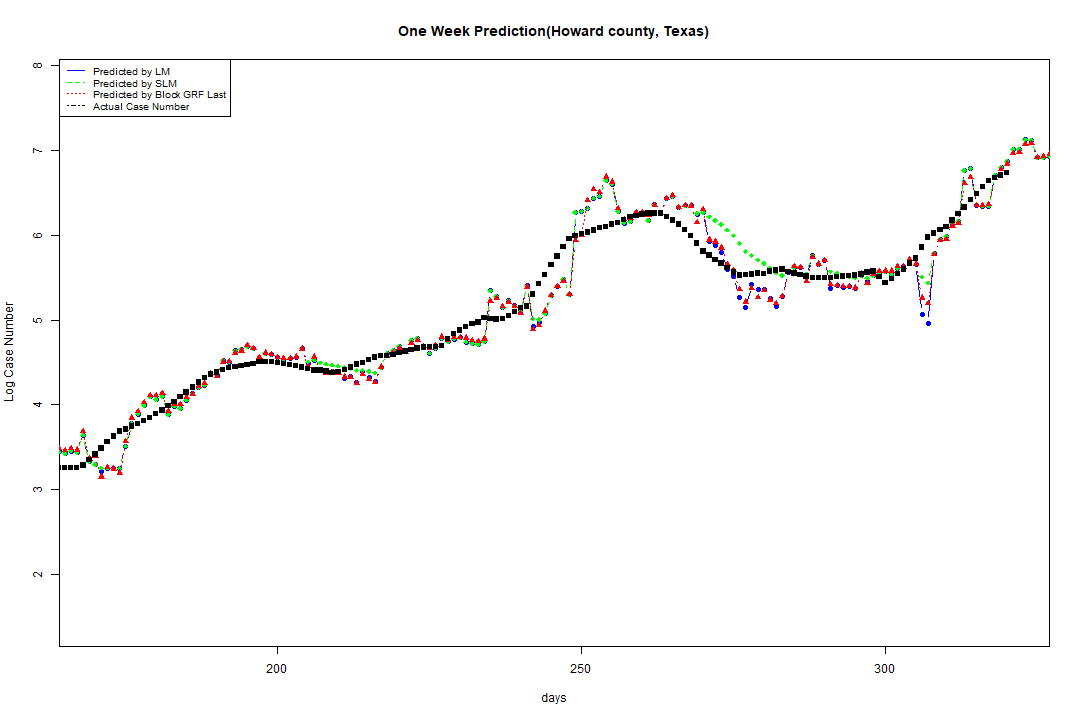 One Week Prediction(Howard county, Texas)
Predicted by LM
Predicted by SLM
Predicted by Block GRF Last
Actual Case Number
8
7
6
5
4
3
2
Log Case Number
200
250
300
days